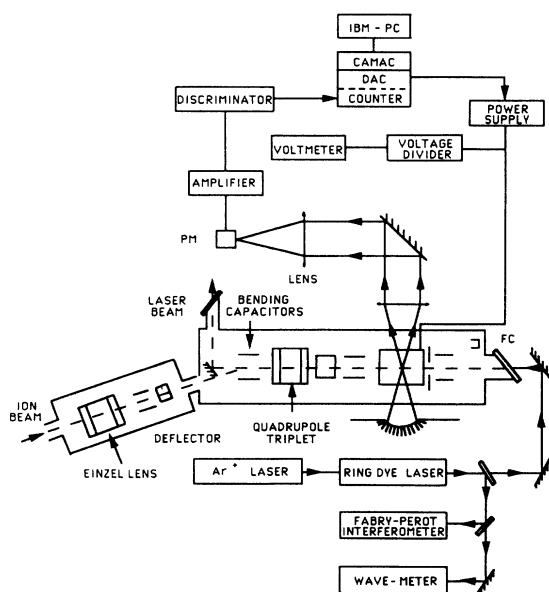 IBM - PC
CAMAC
DAC
COUNTER
DISCRIMINATOR
POWER
SUPPLY
VOLTMETER
VOLTAGE
DIVIDER
AMPLIFIER
PM
LENS
LASER
BEAM
BENDING
CAPACITORS
FC
ION
BEAM
DEFLECTOR
QUADRUPOLE
TRIPLET
EINZEL LENS
Ar+ LASER
RING DYE LASER
FABRY-PEROT
INTERFEROMETER
WAVE-METER